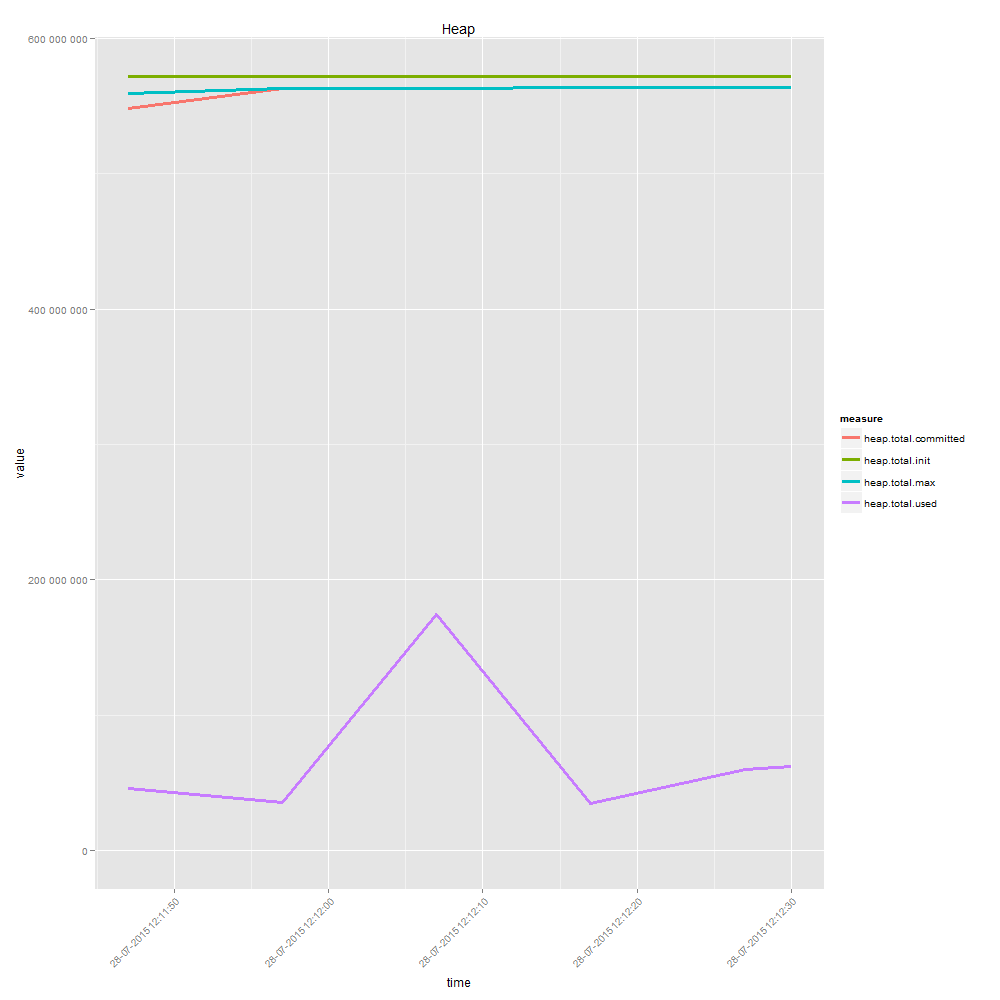 Heap
600 000 000
400 000 000
200 000 000
0
value
28-07-2015 12:11:50
28-07-2015 12:12:00
28-07-2015 12:12:10
28-07-2015 12:12:20
28-07-2015 12:12:30
time
measure
heap.total.committed
heap.total.init
heap.total.max
heap.total.used